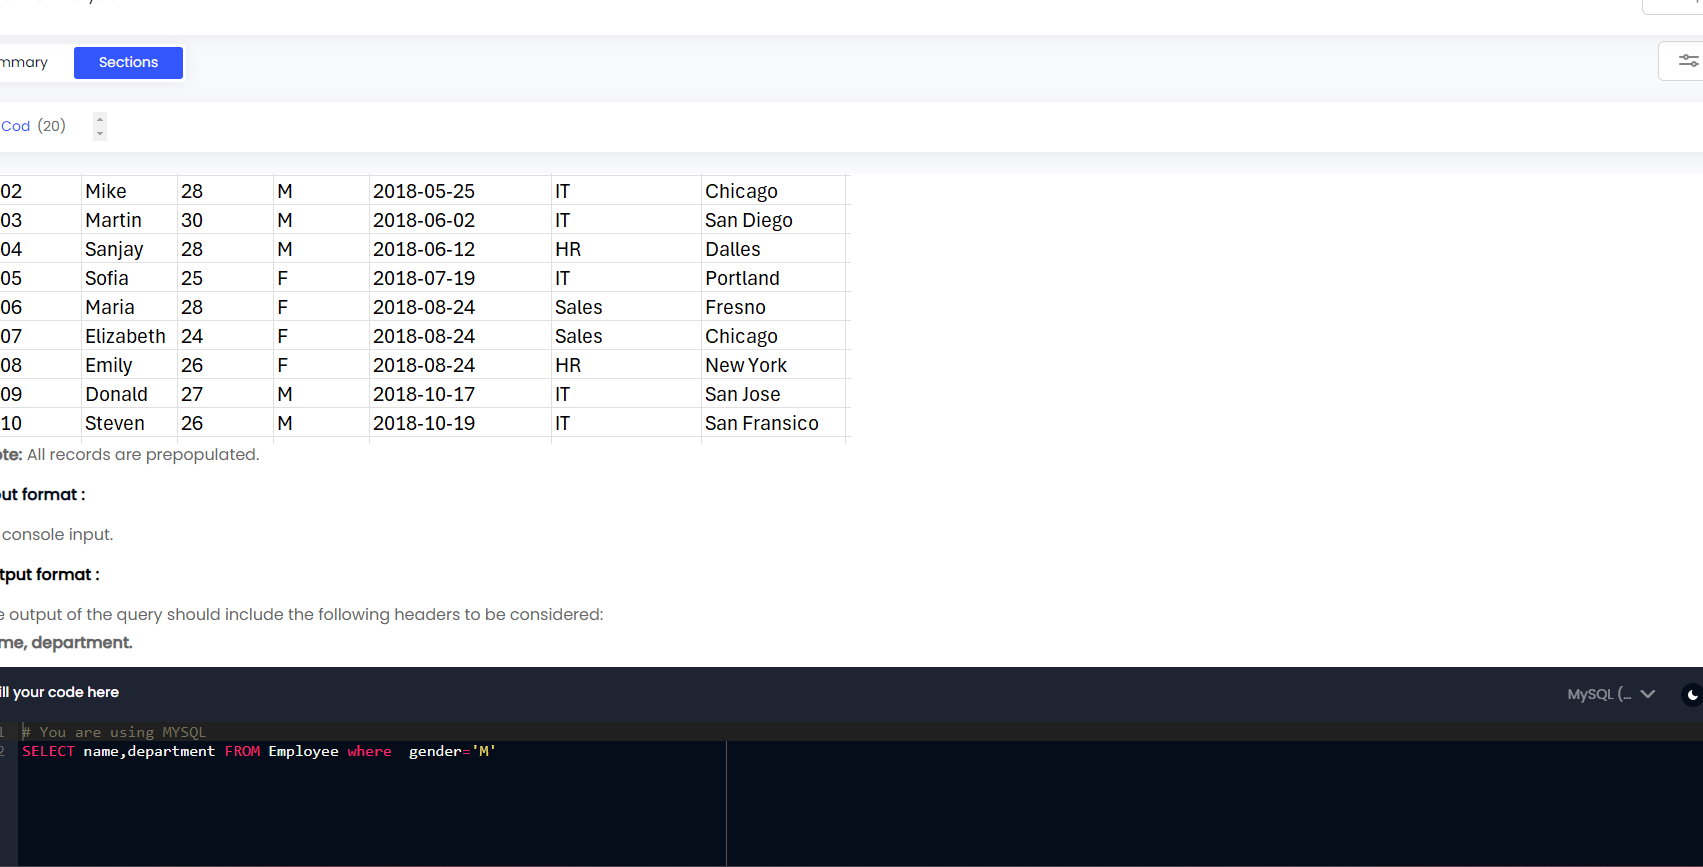 Sections
Cod (20)
02 Mike 28 M 2018-05-25 IT Chicago
03 Martin 30 M 2018-06-02 IT San Diego
04 Sanjay 28 M 2018-06-12 HR Dalles
05 Sofia 25 F 2018-07-19 IT Portland
06 Maria 28 F 2018-08-24 Sales Fresno
07 Elizabeth 24 F 2018-08-24 Sales Chicago
08 Emily 26 F 2018-08-24 HR New York
09 Donald 27 M 2018-10-17 IT San Jose
10 Steven 26 M 2018-10-19 IT San Fransico
te: All records are prepopulated.
ut format :
console input.
tput format :
e output of the query should include the following headers to be considered:
me, department.
ill your code here MySQL (...
1 # You are using MYSQL
2 SELECT name,department FROM Employee where  gender='M'